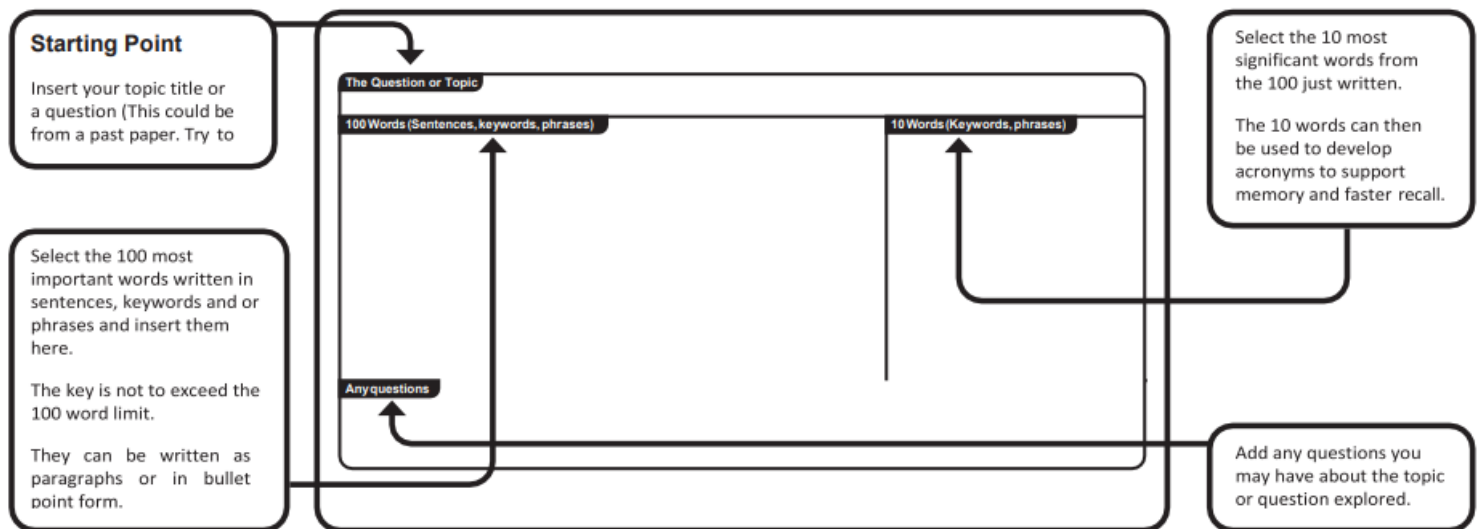 Starting Point
Insert your topic title or
a question (This could be
from a past paper. Try to
The Question or Topic
100 Words (Sentences, keywords, phrases)
10 Words (Keywords, phrases)
Any questions
Select the 100 most
important words written in
sentences, keywords and or
phrases and insert them
here.
The key is not to exceed the
100 word limit.
They can be written as
paragraphs or in bullet
point form.
Select the 10 most
significant words from
the 100 just written.
The 10 words can then
be used to develop
acronyms to support
memory and faster recall.
Add any questions you
may have about the topic
or question explored.